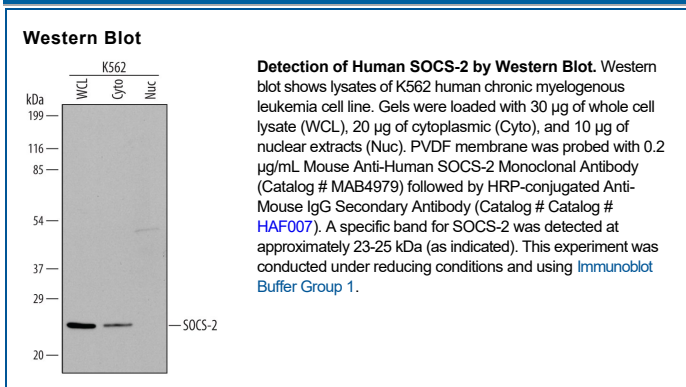 Western Blot
K562
WCL
Cyto
Nuc
kDa
199
116
85
54
37
29
20
SOCS-2
Detection of Human SOCS-2 by Western Blot. Western
blot shows lysates of K562 human chronic myelogenous
leukemia cell line. Gels were loaded with 30 µg of whole cell
lysate (WCL), 20 µg of cytoplasmic (Cyto), and 10 µg of
nuclear extracts (Nuc). PVDF membrane was probed with 0.2
µg/mL Mouse Anti-Human SOCS-2 Monoclonal Antibody
(Catalog # MAB4979) followed by HRP-conjugated Anti-
Mouse IgG Secondary Antibody (Catalog # Catalog #
HAF007). A specific band for SOCS-2 was detected at
approximately 23-25 kDa (as indicated). This experiment was
conducted under reducing conditions and using Immunoblot
Buffer Group 1.